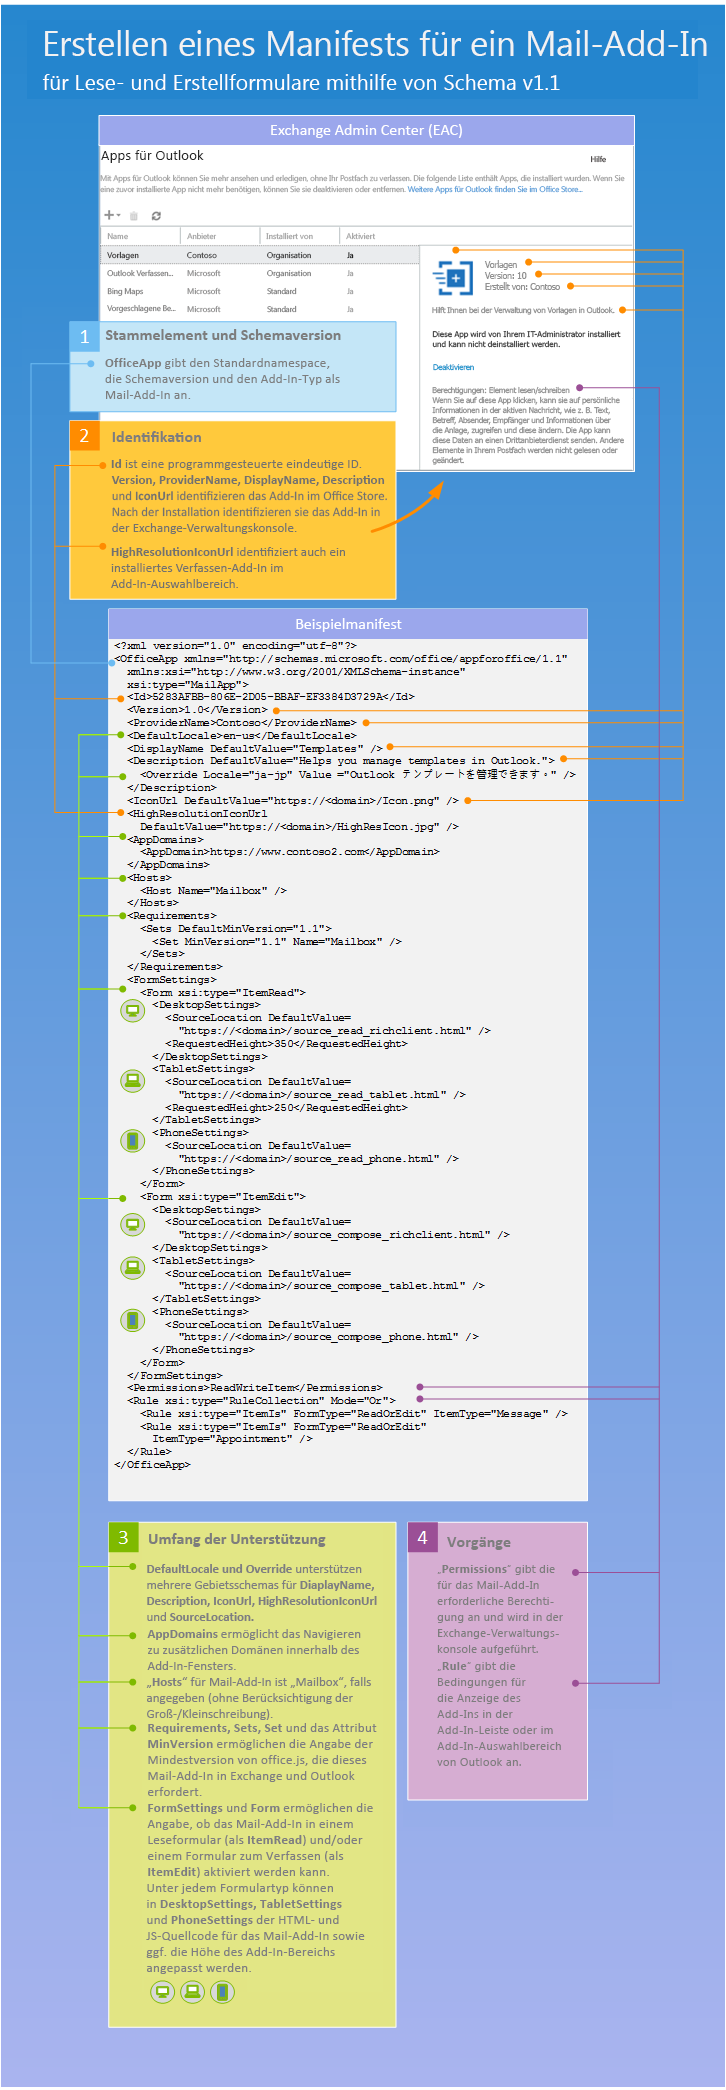 Erstellen eines Manifests für ein Mail-Add-In
für Lese- und Erstellformulare mithilfe von Schema v1.1
Exchange Admin Center (EAC)
Apps für Outlook
Hilfe
Mit Apps für Outlook können Sie mehr ansehen und erledigen, ohne Ihr Postfach zu verlassen. Die folgende Liste enthält Apps, die installiert wurden. Wenn Sie
eine zuvor installierte App nicht mehr benötigen, können Sie sie deaktivieren oder entfernen. Weitere Apps für Outlook finden Sie im Office Store...
Name Anbieter Installiert von Aktiviert
Vorlagen Contoso Organisation Ja
Outlook Verfassen... Microsoft Organisation Ja
Bing Maps Microsoft Standard Ja
Vorgeschlagene Be... Microsoft Standard Ja
Vorlagen
Version: 10
Erstellt von: Contoso
Hilft Ihnen bei der Verwaltung von Vorlagen in Outlook.
Diese App wird von Ihrem IT-Administrator installiert
und kann nicht deinstalliert werden.
Deaktivieren
Berechtigungen: Element lesen/schreiben
Wenn Sie auf diese App klicken, kann sie auf persönliche
Informationen in der aktiven Nachricht, wie z. B. Text,
Betreff, Absender, Empfänger und Informationen über
die Anlage, zugreifen und diese ändern. Die App kann
diese Daten an einen Drittanbieterdienst senden. Andere
Elemente in Ihrem Postfach werden nicht gelesen oder
geändert.
1 Stammelement und Schemaversion
OfficeApp gibt den Standardnamespace,
die Schemaversion und den Add-In-Typ als
Mail-Add-In an.
2 Identifikation
Id ist eine programmgesteuerte eindeutige ID.
Version, ProviderName, DisplayName, Description
und IconUrl identifizieren das Add-In im Office Store.
Nach der Installation identifizieren sie das Add-In in
der Exchange-Verwaltungskonsole.
HighResolutionIconUrl identifiziert auch ein
installiertes Verfassen-Add-In im
Add-In-Auswahlbereich.
Beispielmanifest
<?xml version="1.0" encoding="utf-8"?>
<OfficeApp xmlns="http://schemas.microsoft.com/office/appforoffice/1.1"
xmlns:xsi="http://www.w3.org/2001/XMLSchema-instance"
xsi:type="MailApp">
<Id>5283AFBB-806E-2D05-BBAF-EF3384D3729A</Id>
<Version>1.0</Version>
<ProviderName>Contoso</ProviderName>
<DefaultLocale>en-us</DefaultLocale>
<DisplayName DefaultValue="Templates" />
<Description DefaultValue="Helps you manage templates in Outlook.">
<Override Locale="ja-jp" Value ="Outlook テンプレートを管理できます。" />
</Description>
<IconUrl DefaultValue="https://<domain>/Icon.png" />
<HighResolutionIconUrl
DefaultValue="https://<domain>/HighResIcon.jpg" />
<AppDomains>
<AppDomain>https://www.contoso2.com</AppDomain>
</AppDomains>
<Hosts>
<Host Name="Mailbox" />
</Hosts>
<Requirements>
<Sets DefaultMinVersion="1.1">
<Set MinVersion="1.1" Name="Mailbox" />
</Sets>
</Requirements>
<FormSettings>
<Form xsi:type="ItemRead">
<DesktopSettings>
<SourceLocation DefaultValue=
"https://<domain>/source_read_richclient.html" />
<RequestedHeight>350</RequestedHeight>
</DesktopSettings>
<TabletSettings>
<SourceLocation DefaultValue=
"https://<domain>/source_read_tablet.html" />
<RequestedHeight>250</RequestedHeight>
</TabletSettings>
<PhoneSettings>
<SourceLocation DefaultValue=
"https://<domain>/source_read_phone.html" />
</PhoneSettings>
</Form>
<Form xsi:type="ItemEdit">
<DesktopSettings>
<SourceLocation DefaultValue=
"https://<domain>/source_compose_richclient.html" />
</DesktopSettings>
<TabletSettings>
<SourceLocation DefaultValue=
"https://<domain>/source_compose_tablet.html" />
</TabletSettings>
<PhoneSettings>
<SourceLocation DefaultValue=
"https://<domain>/source_compose_phone.html" />
</PhoneSettings>
</Form>
</FormSettings>
<Permissions>ReadWriteItem</Permissions>
<Rule xsi:type="RuleCollection" Mode="Or">
<Rule xsi:type="ItemIs" FormType="ReadOrEdit" ItemType="Message" />
<Rule xsi:type="ItemIs" FormType="ReadOrEdit"
ItemType="Appointment" />
</Rule>
</OfficeApp>
3 Umfang der Unterstützung
DefaultLocale und Override unterstützen
mehrere Gebietsschemas für DiaplayName,
Description, IconUrl, HighResolutionIconUrl
und SourceLocation.
AppDomains ermöglicht das Navigieren
zu zusätzlichen Domänen innerhalb des
Add-In-Fensters.
„Hosts“ für Mail-Add-In ist „Mailbox“, falls
angegeben (ohne Berücksichtigung der
Groß-/Kleinschreibung).
Requirements, Sets, Set und das Attribut
MinVersion ermöglichen die Angabe der
Mindestversion von office.js, die dieses
Mail-Add-In in Exchange und Outlook
erfordert.
FormSettings und Form ermöglichen die
Angabe, ob das Mail-Add-In in einem
Leseformular (als ItemRead) und/oder
einem Formular zum Verfassen (als
ItemEdit) aktiviert werden kann.
Unter jedem Formulartyp können
in DesktopSettings, TabletSettings
und PhoneSettings der HTML- und
JS-Quellcode für das Mail-Add-In sowie
ggf. die Höhe des Add-In-Bereichs
angepasst werden.
4 Vorgänge
„Permissions“ gibt die
für das Mail-Add-In
erforderliche Berechti-
gung an und wird in der
Exchange-Verwaltungs-
konsole aufgeführt.
„Rule“ gibt die
Bedingungen für
die Anzeige des
Add-Ins in der
Add-In-Leiste oder im
Add-In-Auswahlbereich
von Outlook an.